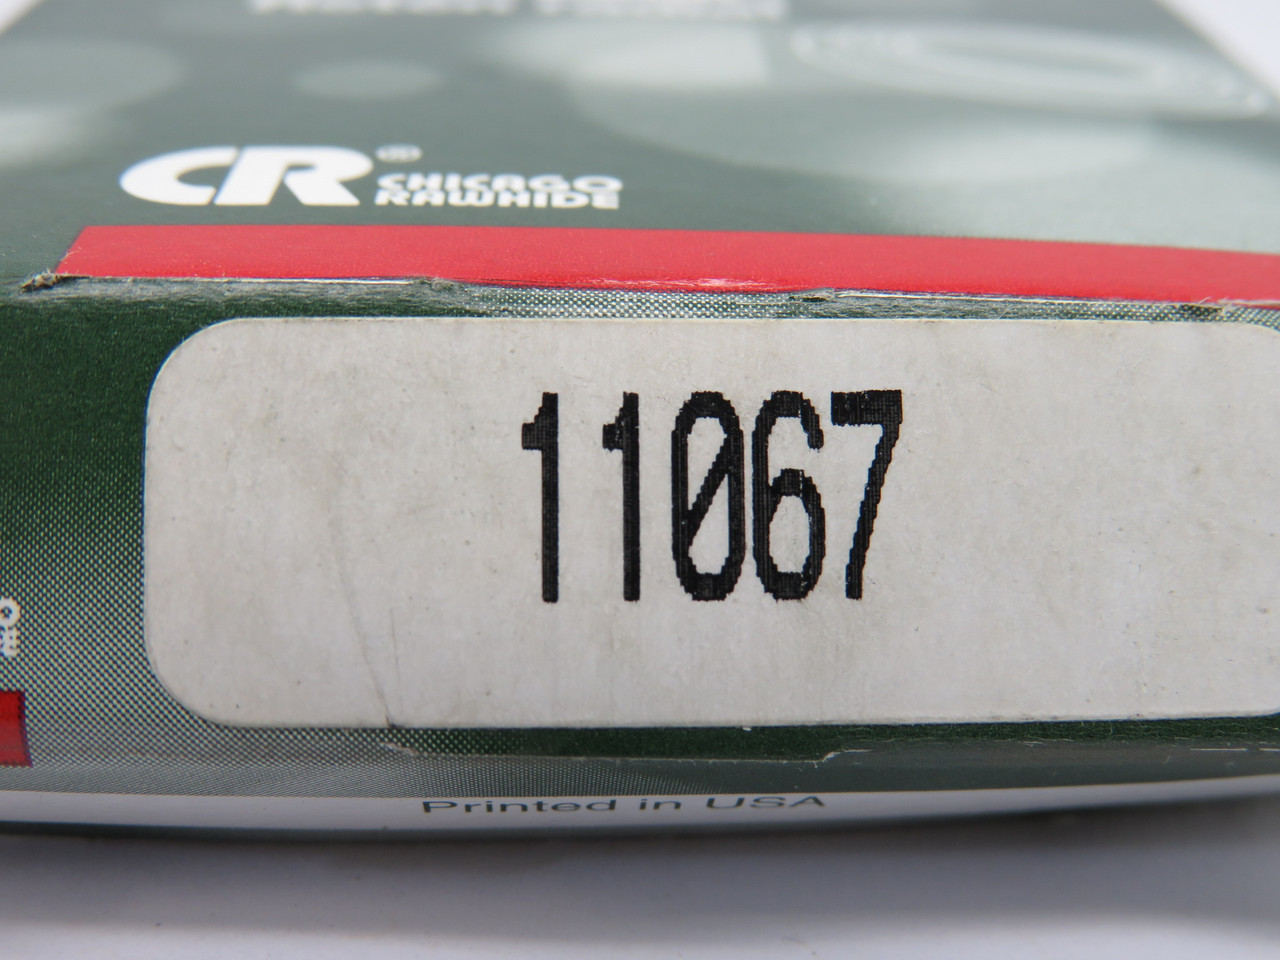 CR® CHICAGO
RAWHIDE
11067
Printed in USA